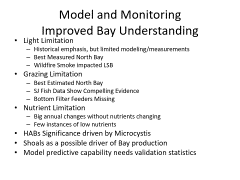 Model and Monitoring
Improved Bay Understanding
• Light Limitation
– Historical emphasis, but limited modeling/measurements
– Best Measured North Bay
– Wildfire Smoke impacted LSB
• Grazing Limitation
– Best Estimated North Bay
– SJ Fish Data Show Compelling Evidence
– Bottom Filter Feeders Missing
• Nutrient Limitation
– Big annual changes without nutrients changing
– Few instances of low nutrients
• HABs Significance driven by Microcystis
• Shoals as a possible driver of Bay production
• Model predictive capability needs validation statistics